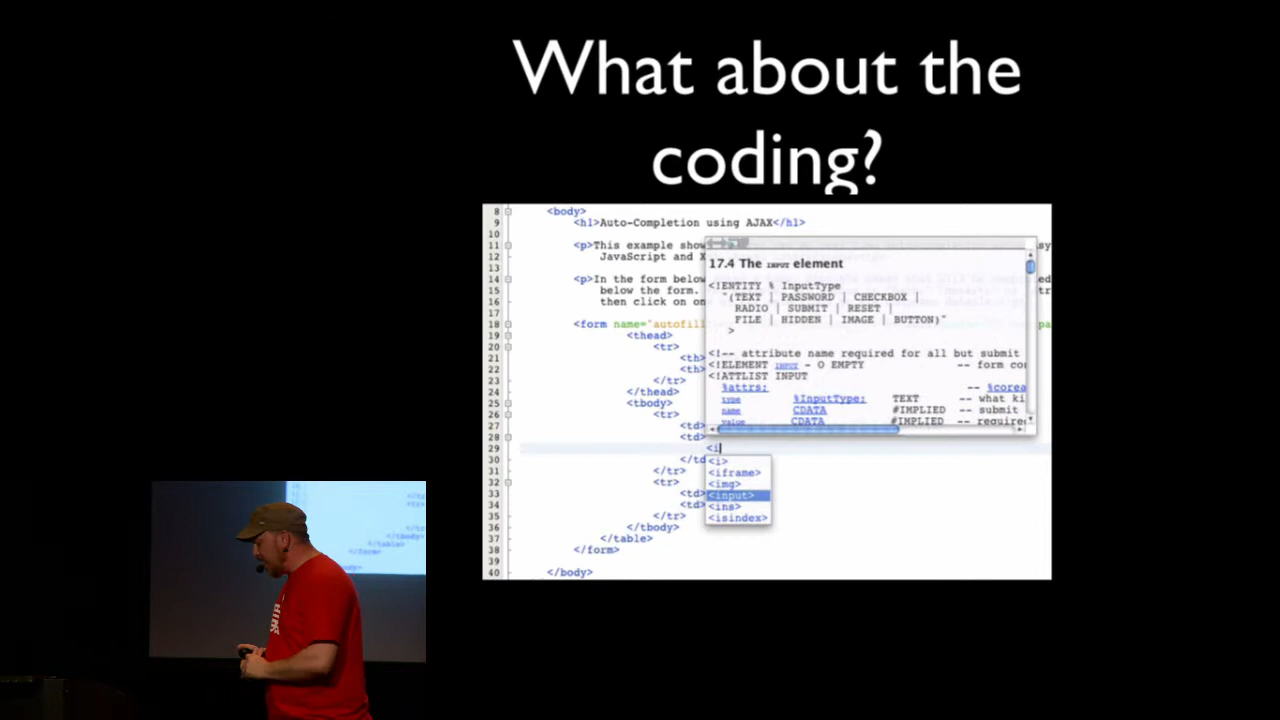 What about the
coding?
8 <body>
9 <h1>Auto-Completion using AJAX</h1>
10
11 <p>This example show
12 JavaScript and X
13
14 <p>In the form below
15 below the form.
16 then click on on
17
18 <form name="autofill
19 <thead>
20 <tr>
21 <th>
22 <th>
23 </tr>
24 </thead>
25 <tbody>
26 <tr>
27 <td>
28 <td>
29 <i
30 </td
31 </tr>
32 <tr>
33 <td>
34 <td>
35 </tr>
36 </tbody>
37 </table>
38 </form>
39
40 </body>
17.4 The INPUT element
<!ENTITY % InputType
"(TEXT | PASSWORD | CHECKBOX |
RADIO | SUBMIT | RESET |
FILE | HIDDEN | IMAGE | BUTTON)"
>
<!-- attribute name required for all but submit
<!ELEMENT INPUT - O EMPTY -- form co
<!ATTLIST INPUT
%attrs; -- %corea
type %InputType; TEXT -- what ki
name CDATA #IMPLIED -- submit
value CDATA #IMPLIED -- require
<i>
<iframe>
<img>
<input>
<ins>
<isindex>
</table>
</form>